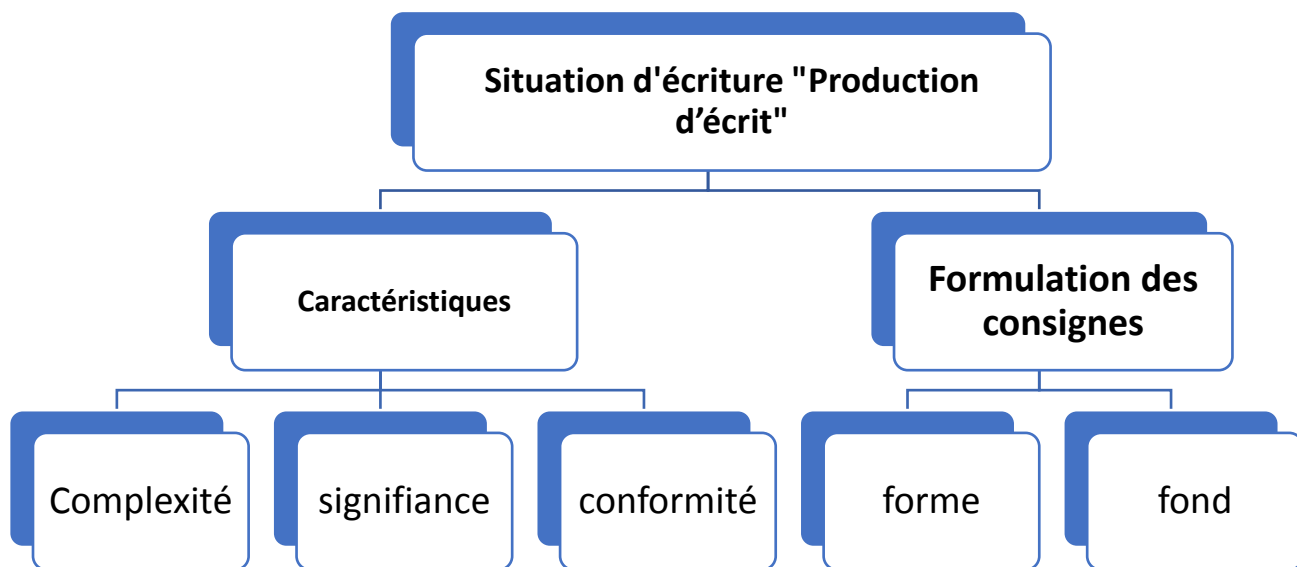 Situation d'écriture "Production
d’écrit"
Caractéristiques
Formulation des
consignes
Complexité
signifiance
conformité
forme
fond